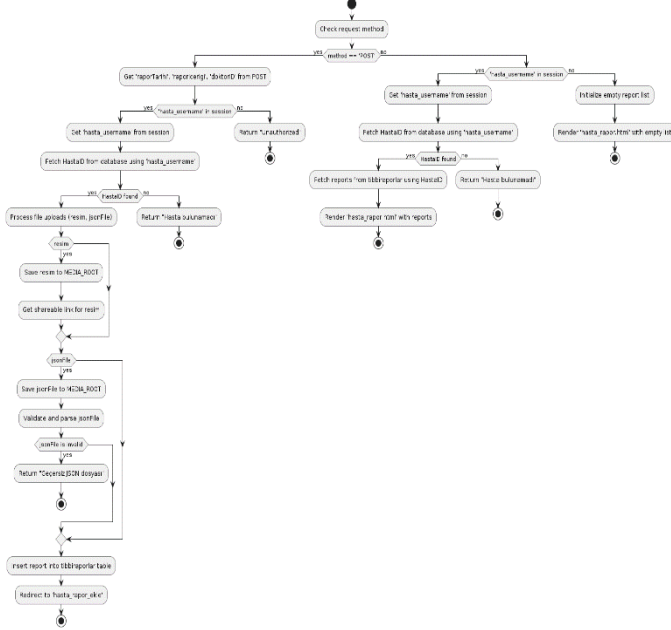 Check request method
yes
method == 'POST'
no
Get 'raporTarihi', 'raporIcerigi', 'doktorID' from POST
yes
'hasta_username' in session
no
Get 'hasta_username' from session
Return "Unauthorized"
Fetch HastaID from database using 'hasta_username'
yes
HastaID found
no
Process file uploads (resim, jsonFile)
Return "Hasta bulunamadı"
resim
yes
Save resim to MEDIA_ROOT
Get shareable link for resim
jsonFile
yes
Save jsonFile to MEDIA_ROOT
Validate and parse jsonFile
jsonFile is invalid
yes
Return "Geçersiz JSON dosyası"
Insert report into tibbiraporlar table
Redirect to 'hasta_rapor_ekle'
yes
'hasta_username' in session
no
Get 'hasta_username' from session
Initialize empty report list
Fetch HastaID from database using 'hasta_username'
Render 'hasta_rapor.html' with empty list
yes
HastaID found
no
Fetch reports from tibbiraporlar using HastaID
Return "Hasta bulunamadı"
Render 'hasta_rapor.html' with reports